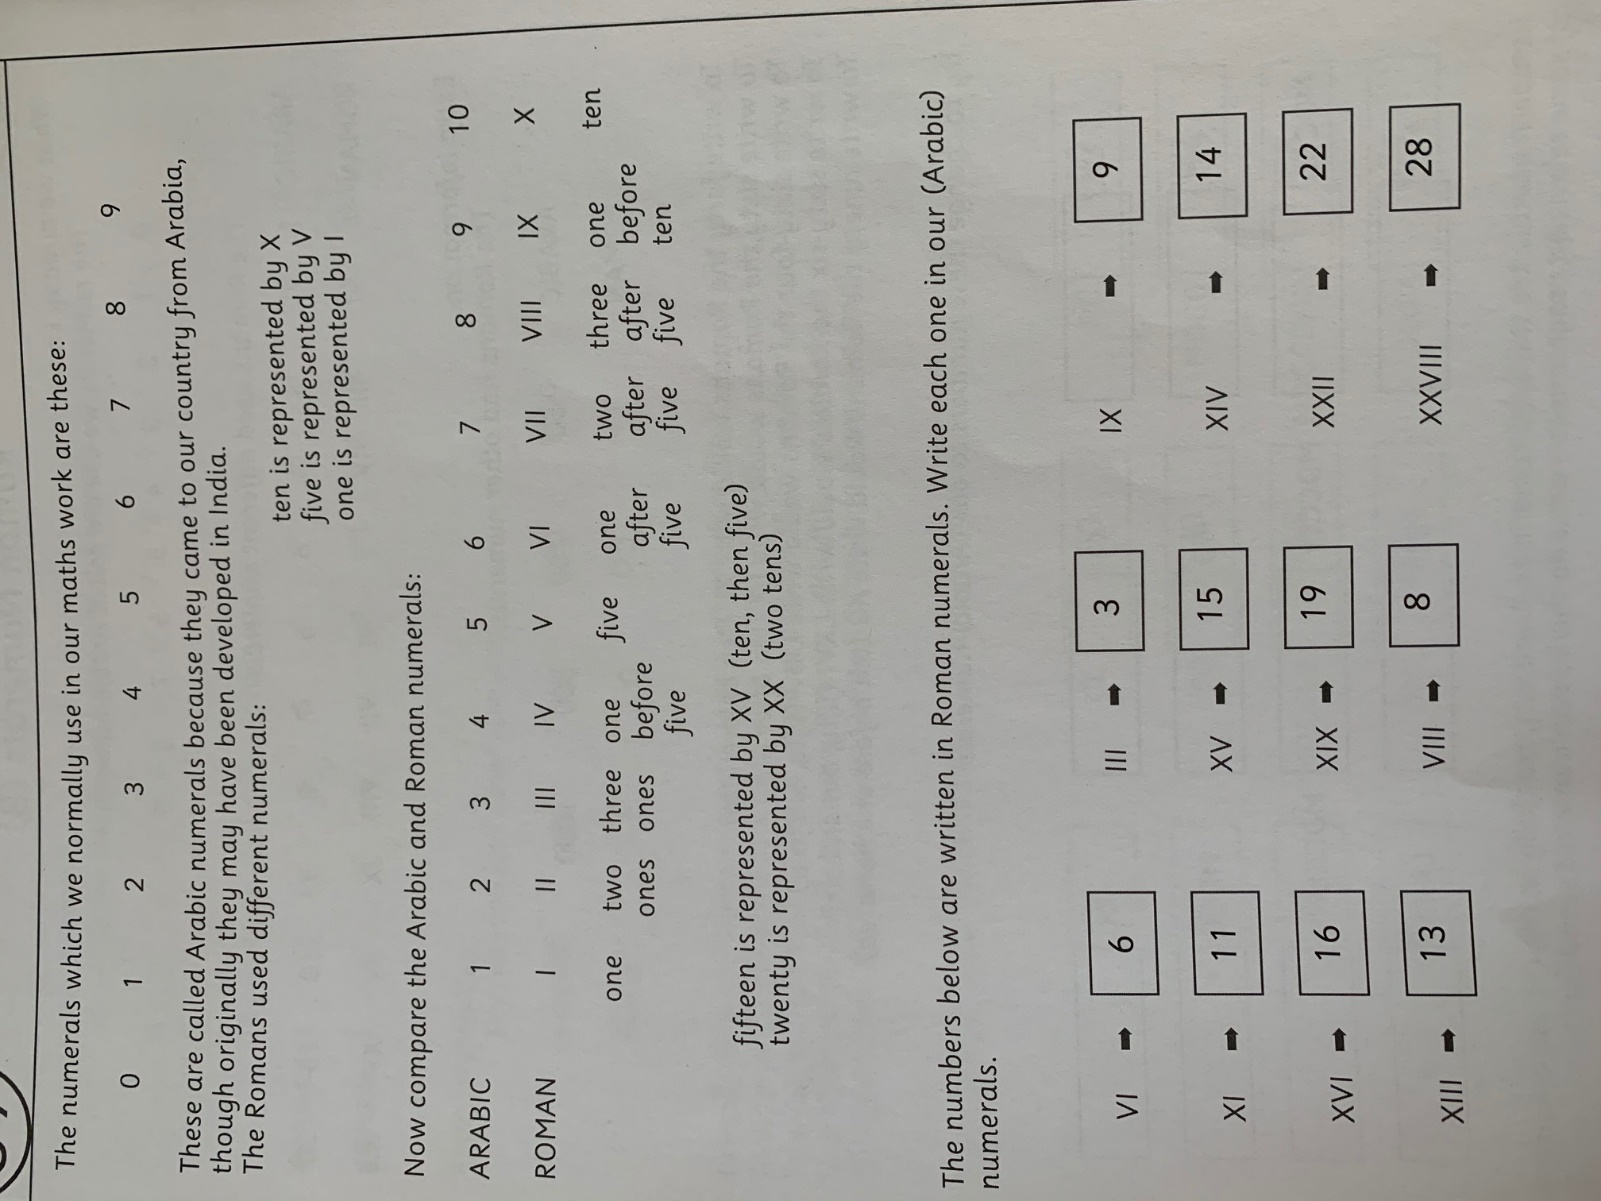 The numerals which we normally use in our maths work are these:
0 1 2 3 4 5 6 7 8 9
These are called Arabic numerals because they came to our country from Arabia,
though originally they may have been developed in India.
The Romans used different numerals:
ten is represented by X
five is represented by V
one is represented by I
Now compare the Arabic and Roman numerals:
ARABIC 1 2 3 4 5 6 7 8 9 10
ROMAN I II III IV V VI VII VIII IX X
one two three one five one two three one ten
ones ones before after after after before
five five five five ten
fifteen is represented by XV (ten, then five)
twenty is represented by XX (two tens)
The numbers below are written in Roman numerals. Write each one in our (Arabic)
numerals.
VI ➡ 6 III ➡ 3 IX ➡ 9
XI ➡ 11 XV ➡ 15 XIV ➡ 14
XVI ➡ 16 XIX ➡ 19 XXII ➡ 22
XIII ➡ 13 VIII ➡ 8 XXVIII ➡ 28